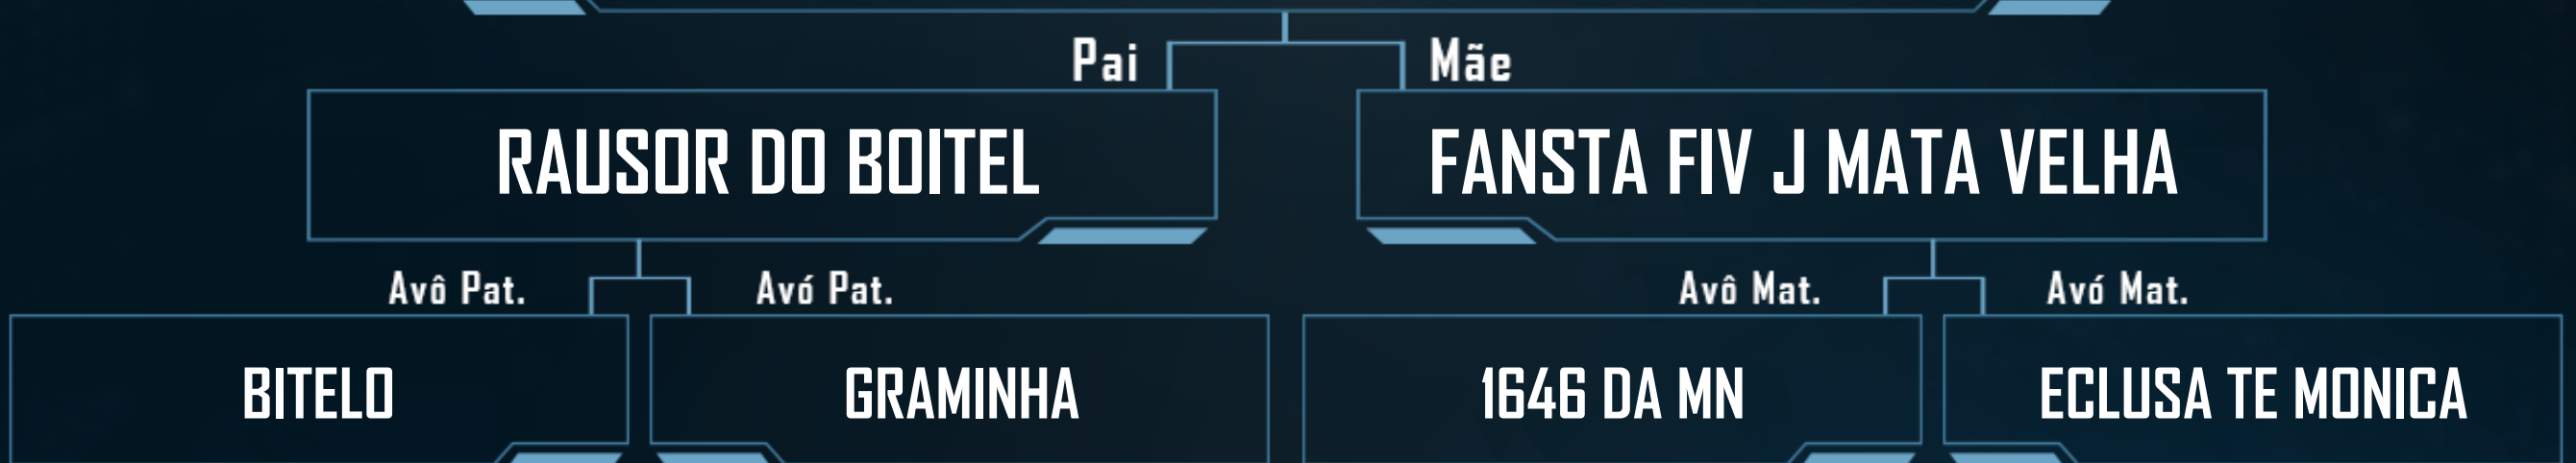 Pai Mãe
RAUSOR DO BOITEL FANSTA FIV J MATA VELHA
Avô Pat. Avó Pat. Avô Mat. Avó Mat.
BITELO GRAMINHA 1646 DA MN ECLUSA TE MONICA